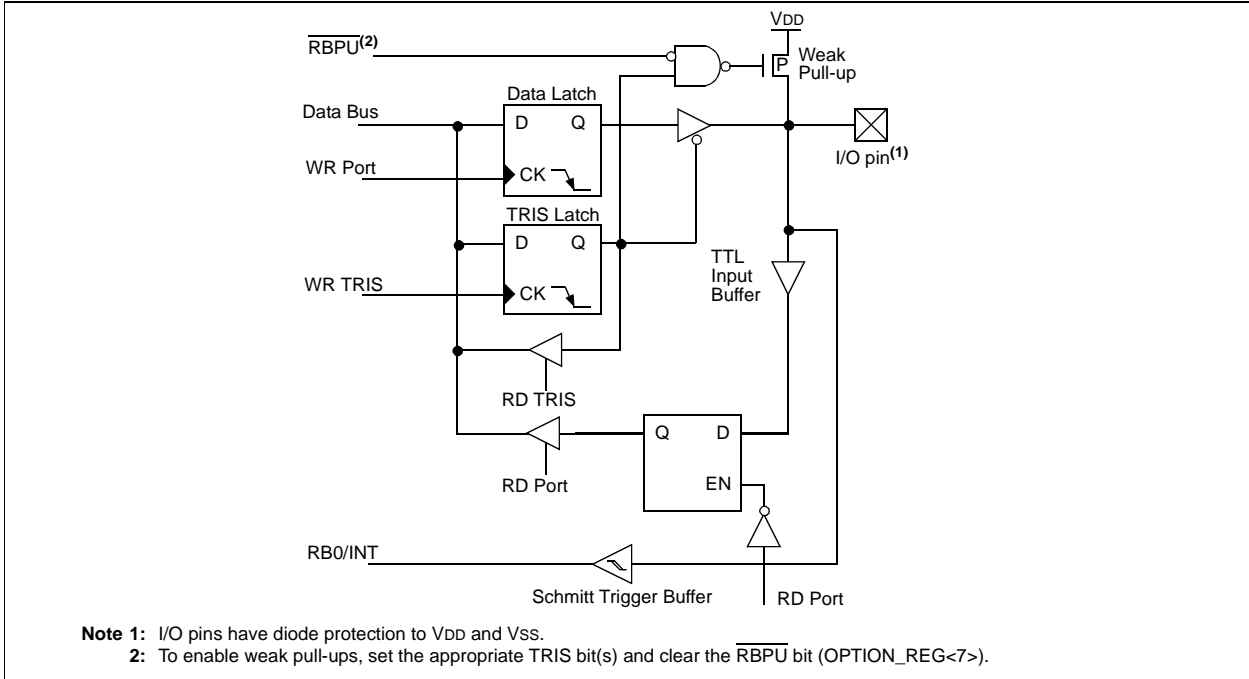 VDD
RBPU(2)
P
Weak
Pull-up
Data Latch
Data Bus
D Q
I/O pin(1)
WR Port
CK
TRIS Latch
D Q
TTL
Input
Buffer
WR TRIS
CK
RD TRIS
Q D
RD Port
EN
RB0/INT
Schmitt Trigger Buffer
RD Port
Note 1: I/O pins have diode protection to VDD and VSS.
2: To enable weak pull-ups, set the appropriate TRIS bit(s) and clear the RBPU bit (OPTION_REG<7>).